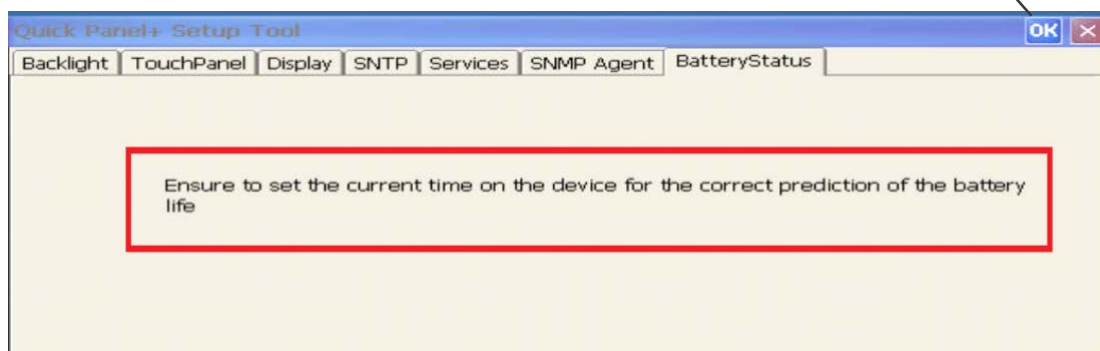 Quick Panel+ Setup Tool OK
Backlight TouchPanel Display SNTP Services SNMP Agent BatteryStatus
Ensure to set the current time on the device for the correct prediction of the battery
life